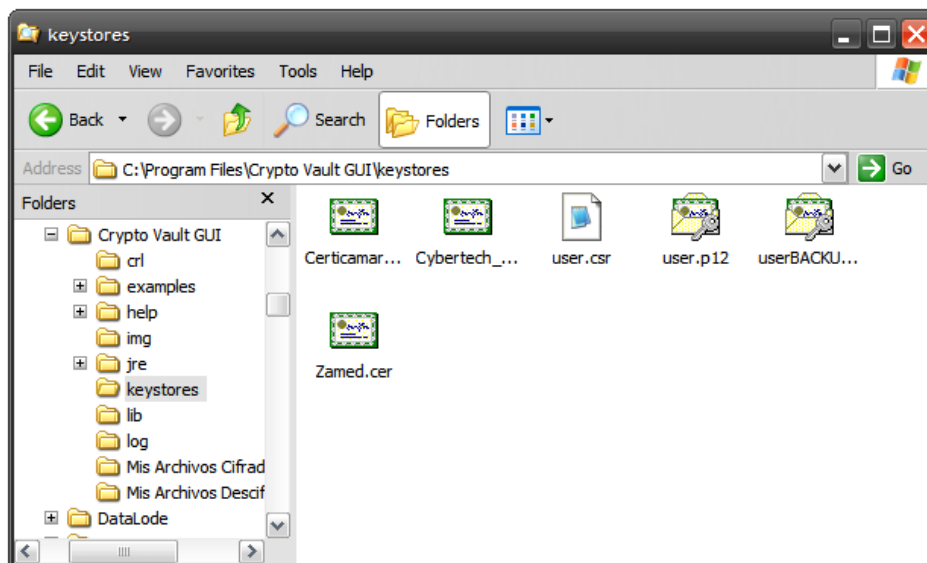 keystores
File Edit View Favorites Tools Help
Back Search Folders
Address C:\Program Files\Crypto Vault GUI\keystores Go
Folders
Crypto Vault GUI
crl
examples
help
img
jre
keystores
lib
log
Mis Archivos Cifrad
Mis Archivos Descif
DataLode
Certicamar... Cybertech_... user.csr user.p12 userBACKU...
Zamed.cer